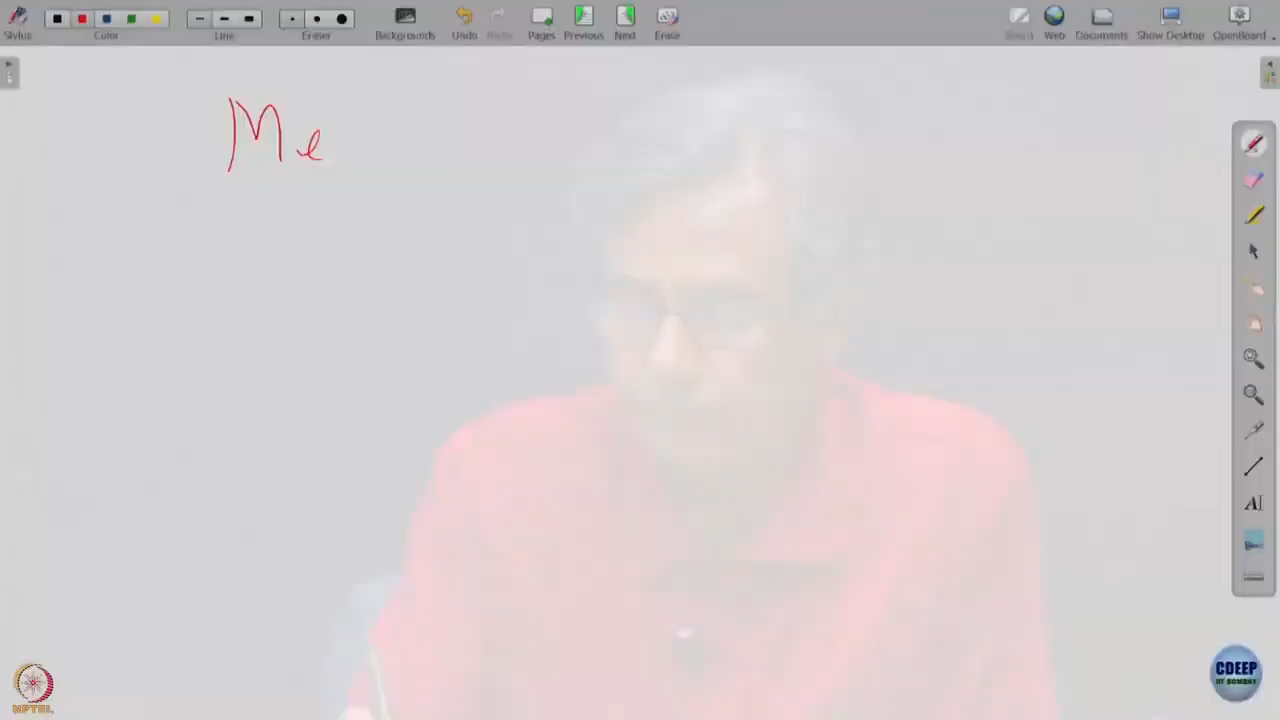 Stylus
Color
Line
Eraser
Backgrounds
Undo
Redo
Pages
Previous
Next
Erase
Board
Web
Documents
Show Desktop
OpenBoard
Me
AI
NPTEL
CDEEP
IIT BOMBAY